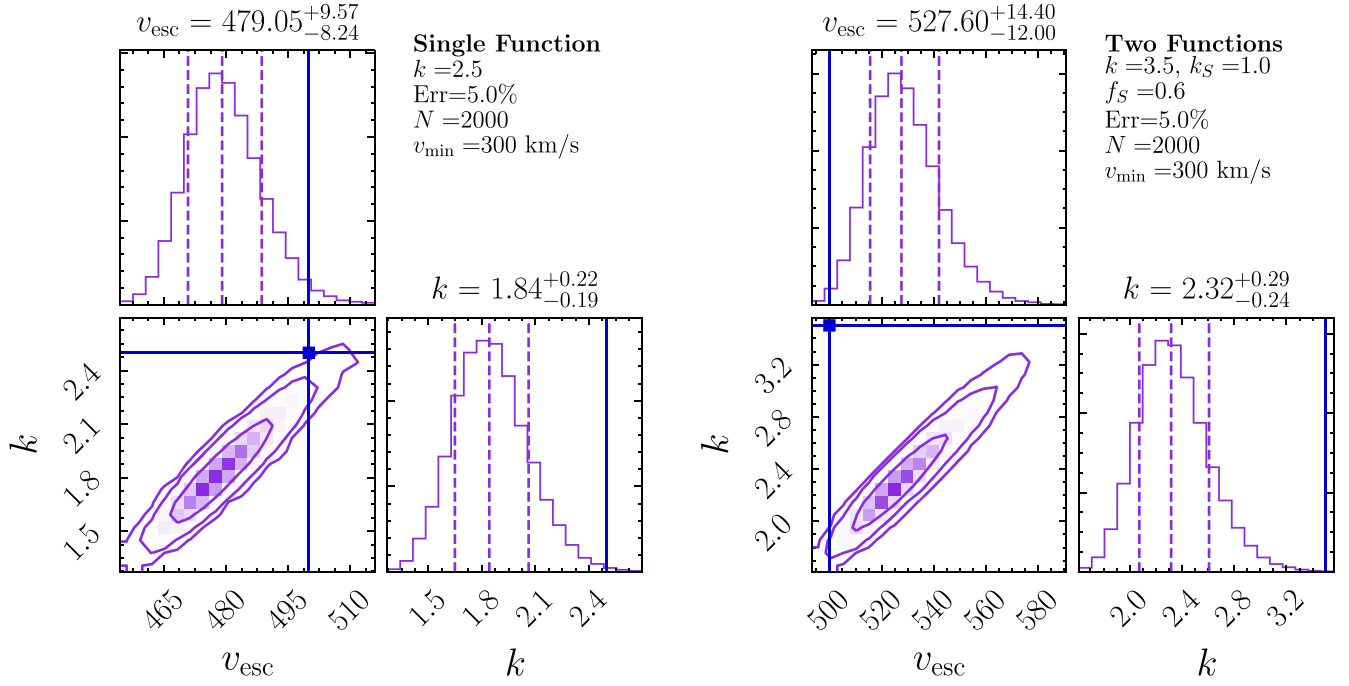 v_esc = 479.05^{+9.57}_{-8.24}
Single Function
k =2.5
Err=5.0%
N =2000
v_min =300 km/s
k = 1.84^{+0.22}_{-0.19}
2.4
2.1
1.8
1.5
k
465
480
495
510
v_esc
1.5
1.8
2.1
2.4
k
v_esc = 527.60^{+14.40}_{-12.00}
Two Functions
k =3.5, k_S =1.0
f_S =0.6
Err=5.0%
N =2000
v_min =300 km/s
k = 2.32^{+0.29}_{-0.24}
3.2
2.8
2.4
2.0
k
500
520
540
560
580
v_esc
2.0
2.4
2.8
3.2
k